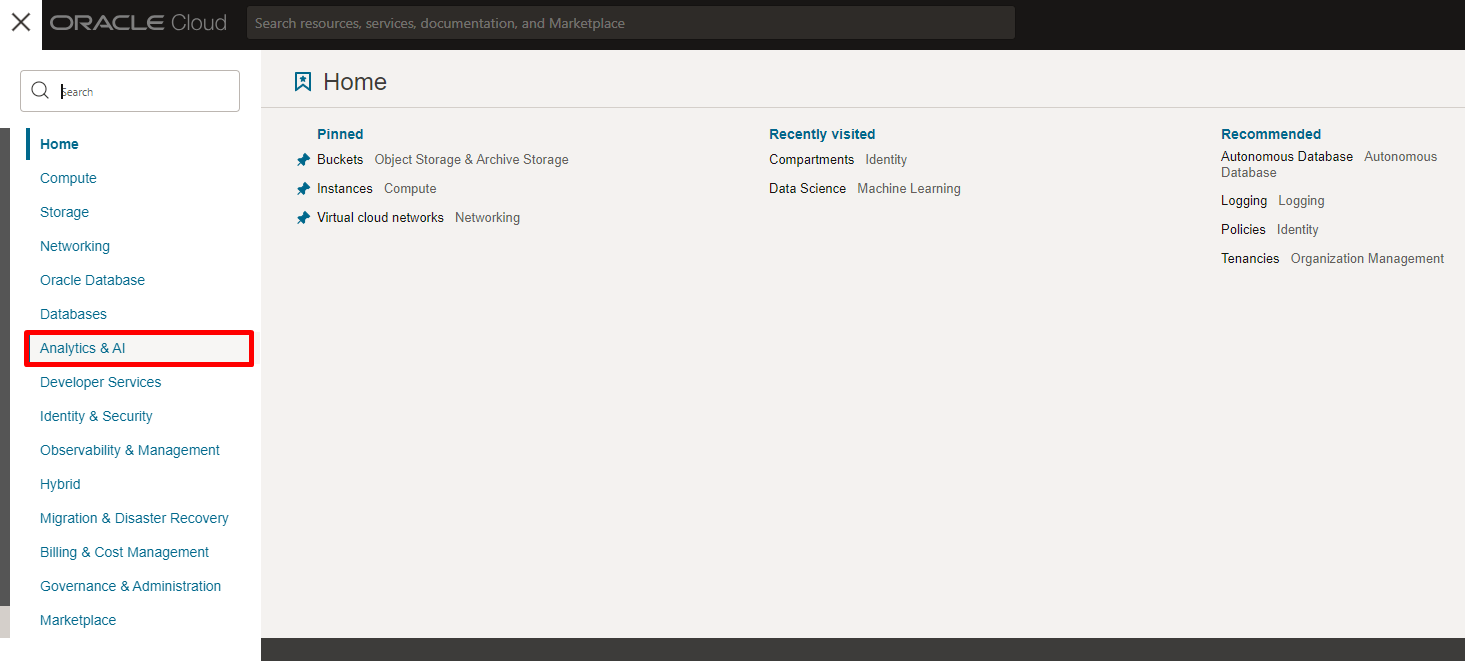 ORACLE Cloud
Search resources, services, documentation, and Marketplace
Search
Home
Compute
Storage
Networking
Oracle Database
Databases
Analytics & AI
Developer Services
Identity & Security
Observability & Management
Hybrid
Migration & Disaster Recovery
Billing & Cost Management
Governance & Administration
Marketplace
Home
Pinned
Buckets Object Storage & Archive Storage
Instances Compute
Virtual cloud networks Networking
Recently visited
Compartments Identity
Data Science Machine Learning
Recommended
Autonomous Database Autonomous
Database
Logging Logging
Policies Identity
Tenancies Organization Management